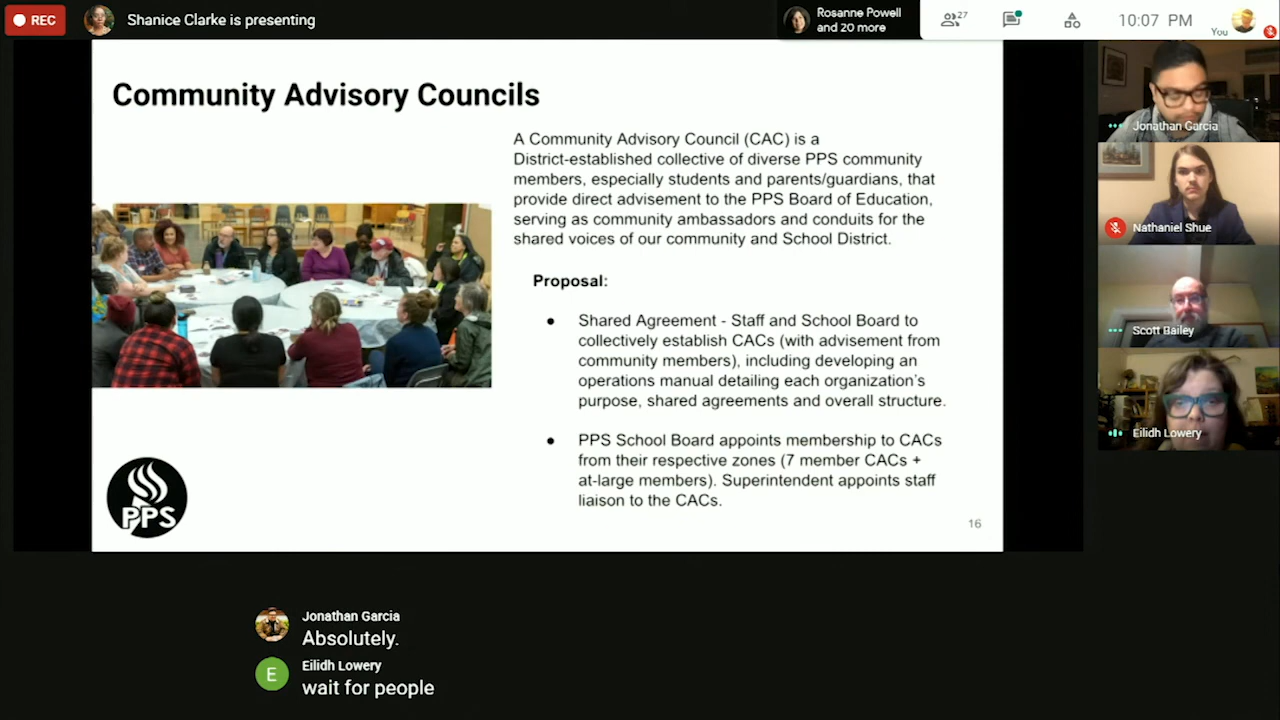 REC
Shanice Clarke is presenting
Rosanne Powell
and 20 more
27
10:07 PM
You
Community Advisory Councils
A Community Advisory Council (CAC) is a
District-established collective of diverse PPS community
members, especially students and parents/guardians, that
provide direct advisement to the PPS Board of Education,
serving as community ambassadors and conduits for the
shared voices of our community and School District.
Proposal:
● Shared Agreement - Staff and School Board to
collectively establish CACs (with advisement from
community members), including developing an
operations manual detailing each organization's
purpose, shared agreements and overall structure.
● PPS School Board appoints membership to CACs
from their respective zones (7 member CACs +
at-large members). Superintendent appoints staff
liaison to the CACs.
PPS
16
Jonathan Garcia
Nathaniel Shue
Scott Bailey
Eilidh Lowery
Jonathan Garcia
Absolutely.
E
Eilidh Lowery
wait for people